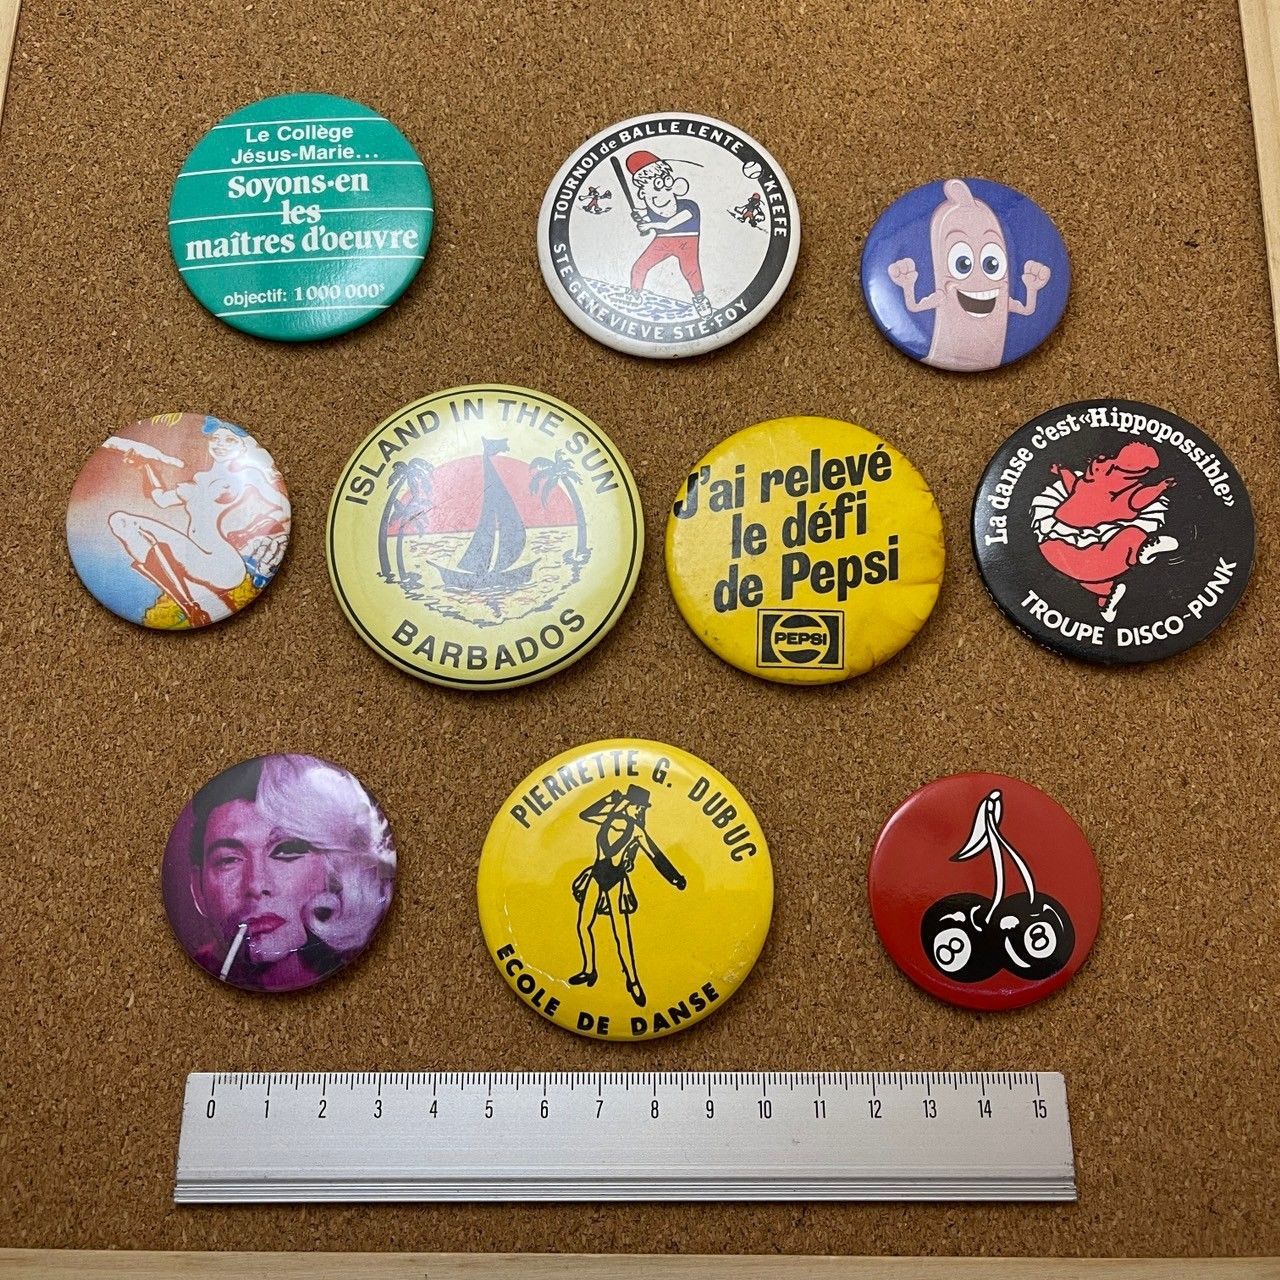 Le Collège
Jésus-Marie...
Soyons-en
les
maîtres d'oeuvre
objectif: 1 000 000$
TOURNOI de BALLE LENTE O'KEEFE
STE-GENEVIEVE STE-FOY
ISLAND IN THE SUN
BARBADOS
J'ai relevé
le défi
de Pepsi
PEPSI
La danse c'est «Hippopossible»
TROUPE DISCO-PUNK
PIERRETTE G. DUBUC
ECOLE DE DANSE
8 8
0 1 2 3 4 5 6 7 8 9 10 11 12 13 14 15